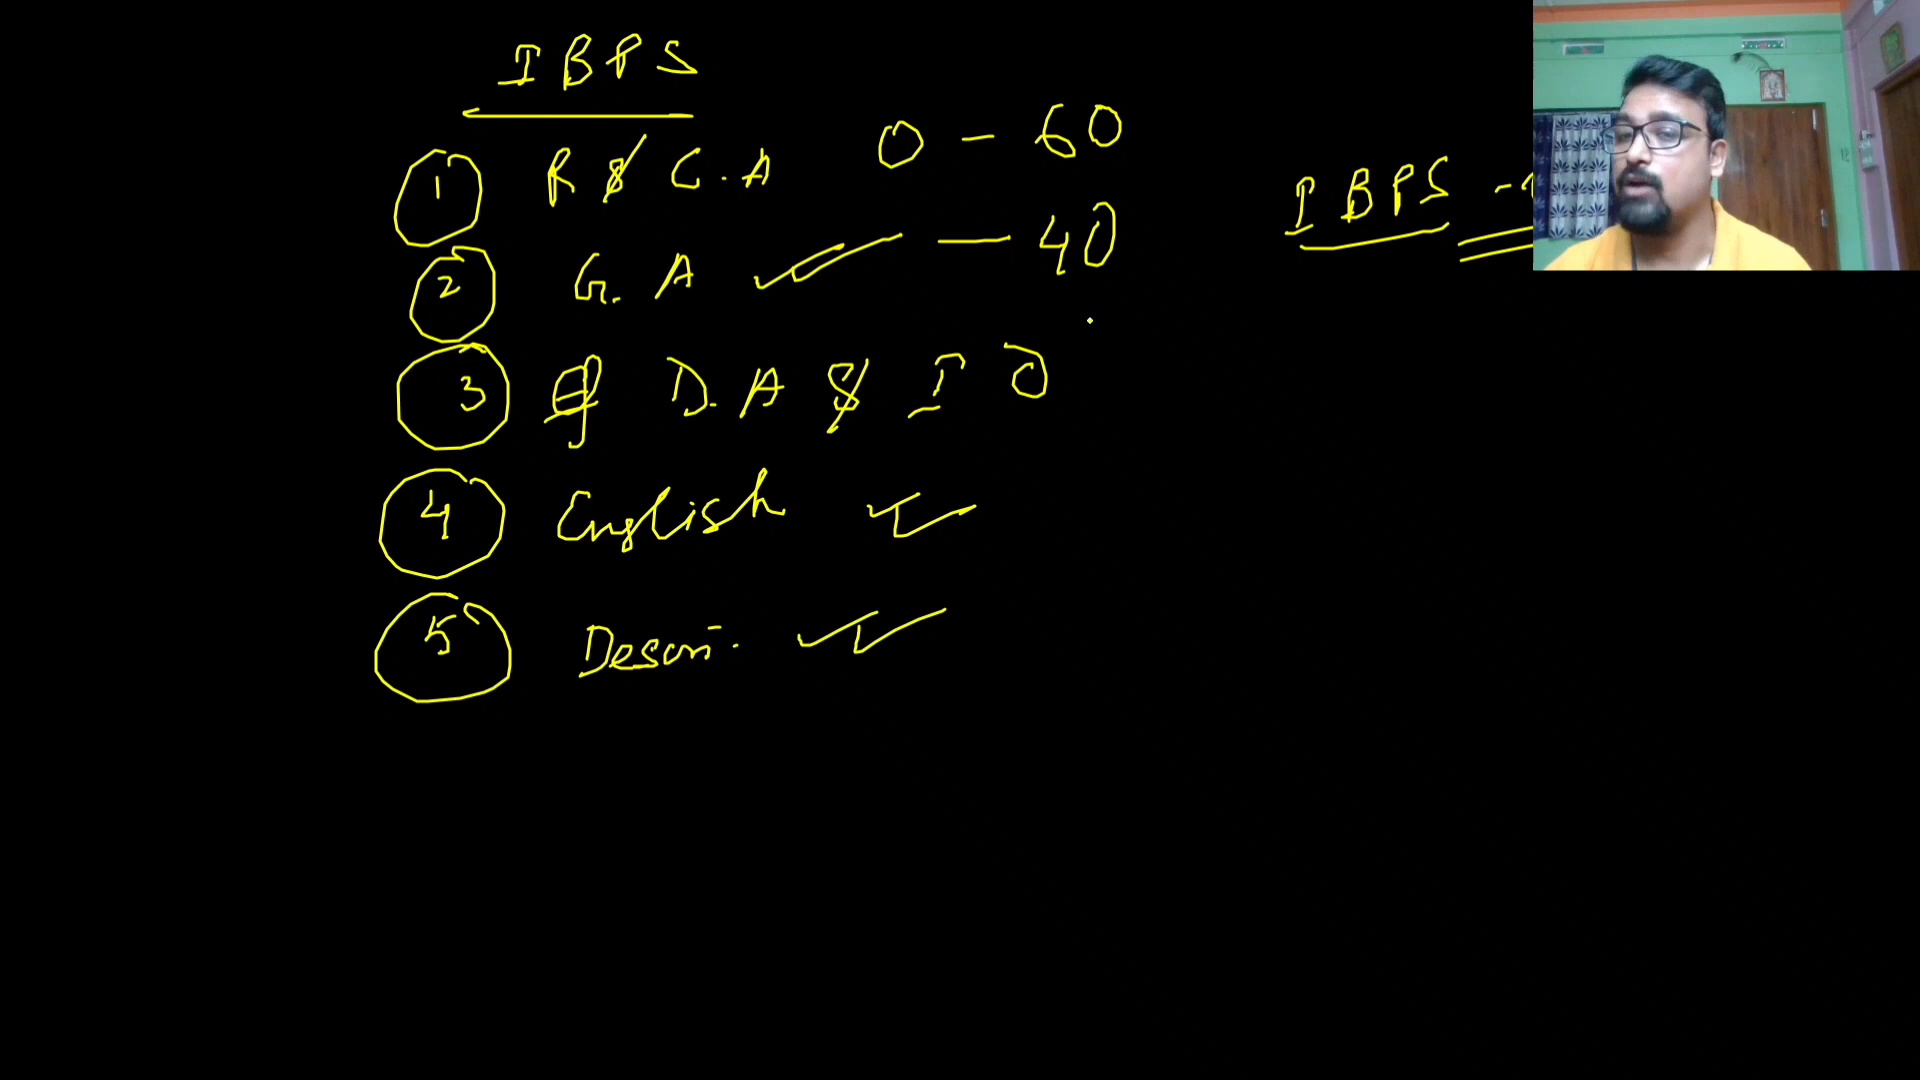 IBPS
1 R & C.A 0 - 60
IBPS -
2 G.A — 40
3 D.A & I
4 English
5 Descri.